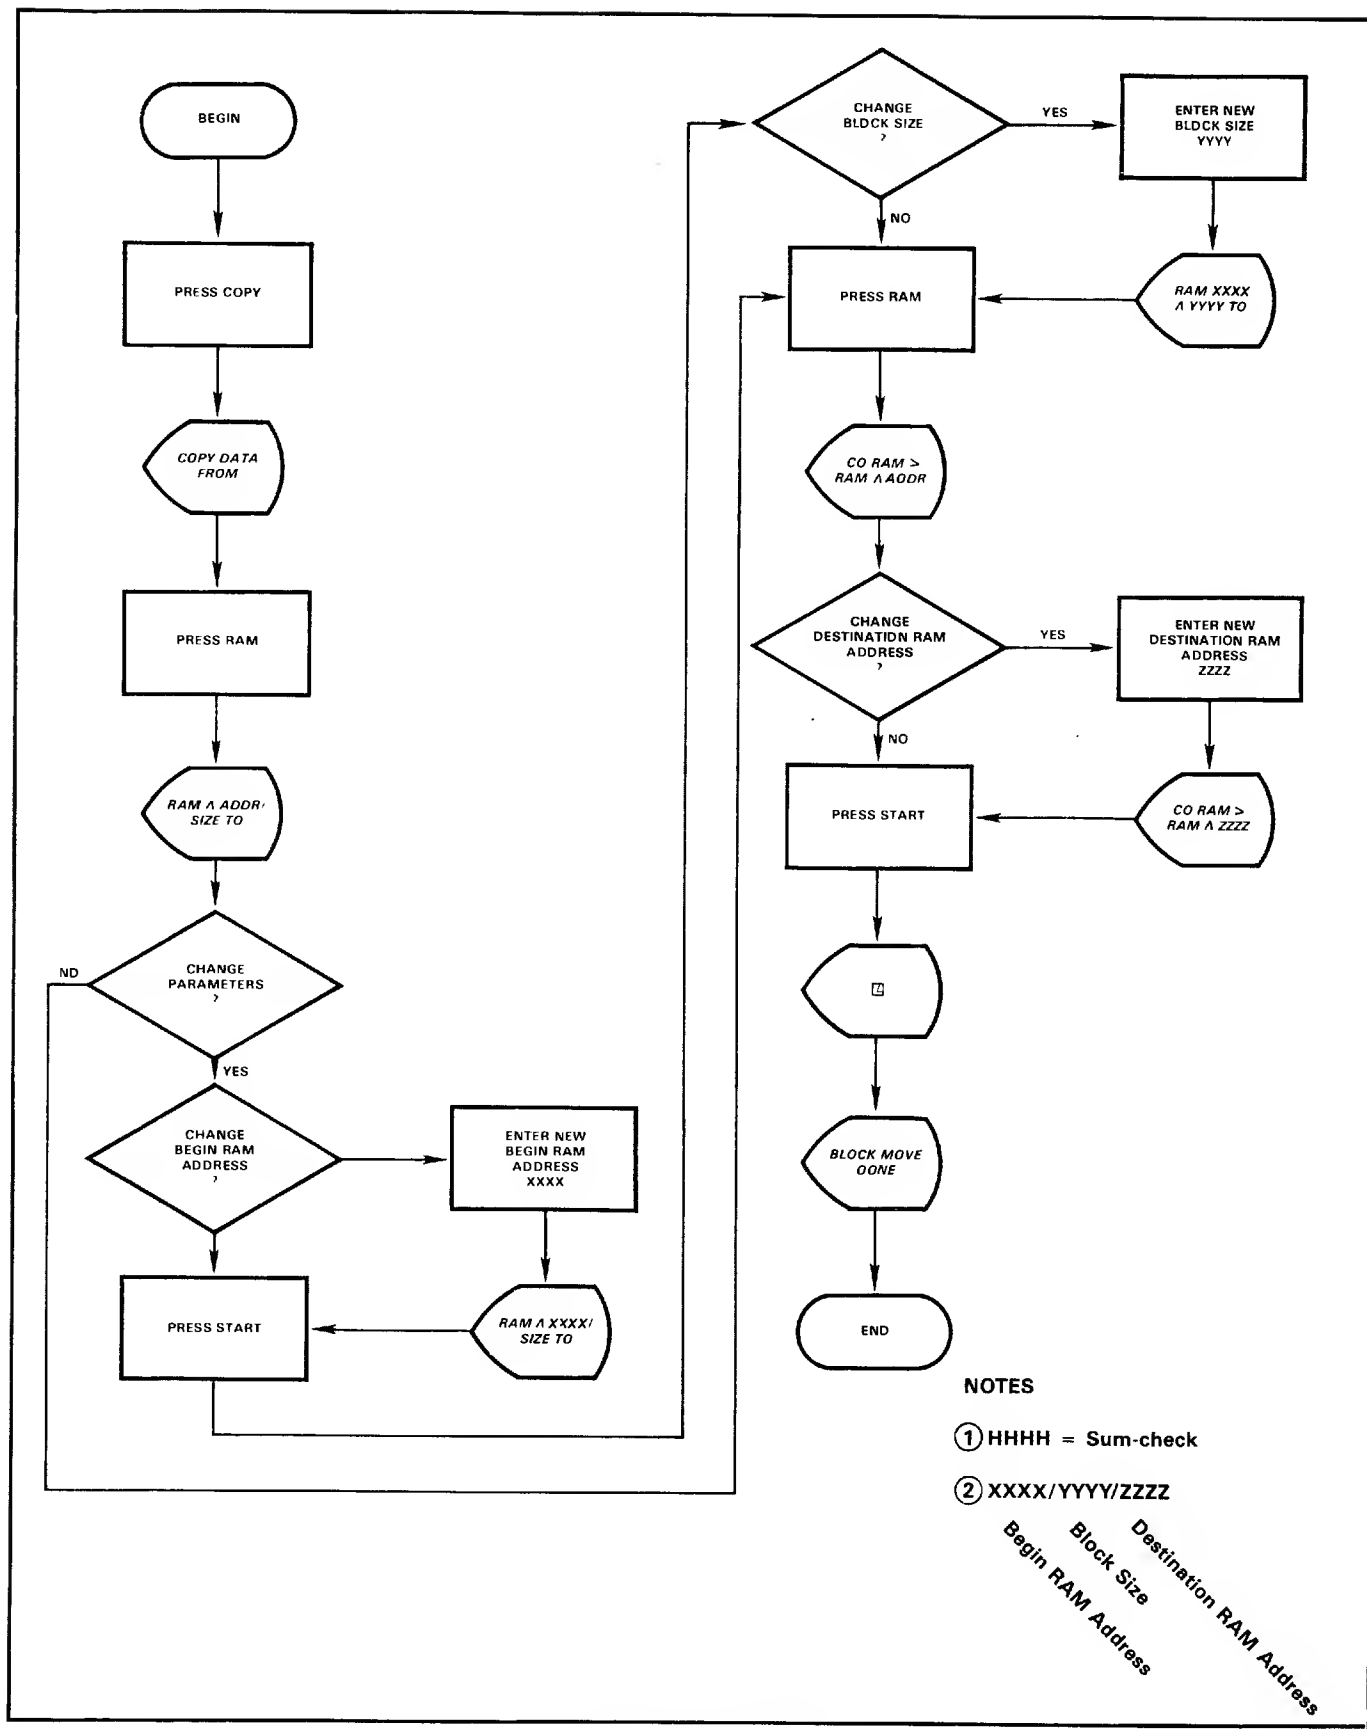 BEGIN
PRESS COPY
COPY DATA
FROM
PRESS RAM
RAM Λ ADDR/
SIZE TO
CHANGE
PARAMETERS
?
ND
YES
CHANGE
BEGIN RAM
ADDRESS
?
ENTER NEW
BEGIN RAM
ADDRESS
XXXX
RAM Λ XXXX/
SIZE TO
PRESS START
CHANGE
BLDCK SIZE
?
YES
ENTER NEW
BLDCK SIZE
YYYY
NO
RAM XXXX
Λ YYYY TO
PRESS RAM
CO RAM >
RAM Λ AODR
CHANGE
DESTINATIDN RAM
ADDRESS
?
YES
ENTER NEW
DESTINATION RAM
ADDRESS
ZZZZ
NO
CO RAM >
RAM Λ ZZZZ
PRESS START
BLOCK MOVE
OONE
END
NOTES
1 HHHH = Sum-check
2 XXXX/YYYY/ZZZZ
Begin RAM Address
Block Size
Destination RAM Address